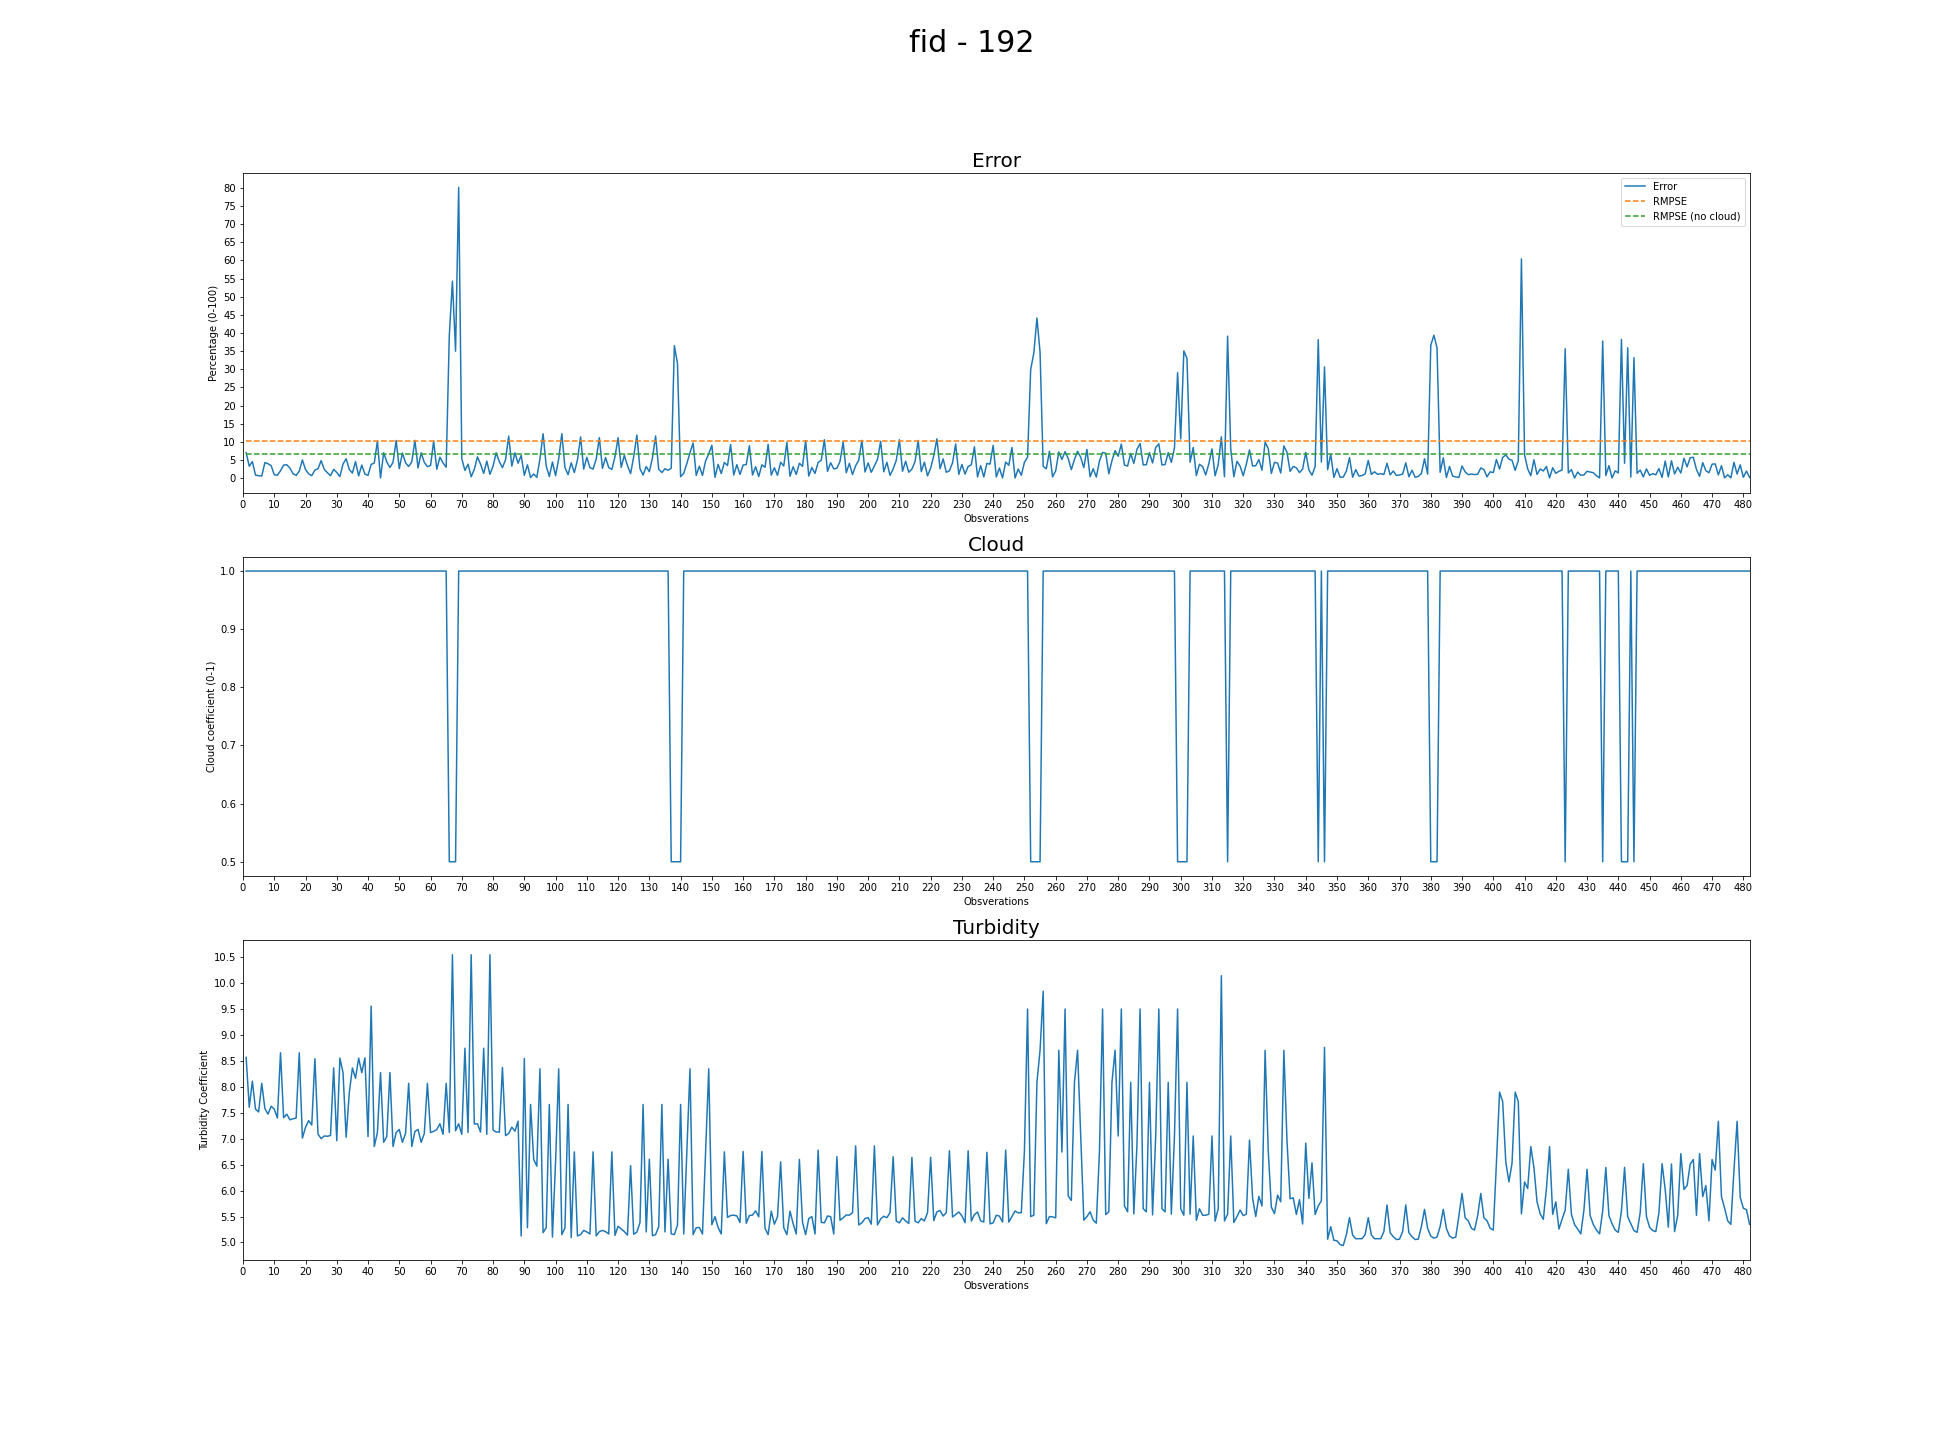 fid - 192
Error
80
75
70
65
60
55
50
45
40
35
30
25
20
15
10
5
0
Percentage (0-100)
Error
RMPSE
RMPSE (no cloud)
0 10 20 30 40 50 60 70 80 90 100 110 120 130 140 150 160 170 180 190 200 210 220 230 240 250 260 270 280 290 300 310 320 330 340 350 360 370 380 390 400 410 420 430 440 450 460 470 480
Obsverations
Cloud
1.0
0.9
0.8
0.7
0.6
0.5
Cloud coefficient (0-1)
0 10 20 30 40 50 60 70 80 90 100 110 120 130 140 150 160 170 180 190 200 210 220 230 240 250 260 270 280 290 300 310 320 330 340 350 360 370 380 390 400 410 420 430 440 450 460 470 480
Obsverations
Turbidity
10.5
10.0
9.5
9.0
8.5
8.0
7.5
7.0
6.5
6.0
5.5
5.0
Turbidity Coefficient
0 10 20 30 40 50 60 70 80 90 100 110 120 130 140 150 160 170 180 190 200 210 220 230 240 250 260 270 280 290 300 310 320 330 340 350 360 370 380 390 400 410 420 430 440 450 460 470 480
Obsverations